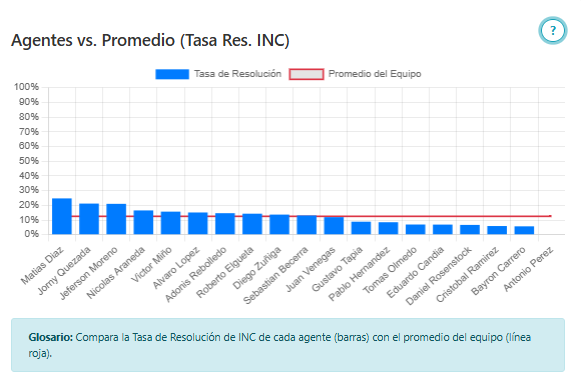 Agentes vs. Promedio (Tasa Res. INC)
?
Tasa de Resolución Promedio del Equipo
100%
90%
80%
70%
60%
50%
40%
30%
20%
10%
0%
Matias Diaz
Jorny Quezada
Jeferson Moreno
Nicolas Araneda
Victor Miño
Alvaro Lopez
Adonis Rebolledo
Roberto Elgueta
Diego Zuñiga
Sebastian Becerra
Juan Venegas
Gustavo Tapia
Pablo Hernandez
Tomas Olmedo
Eduardo Candia
Daniel Rosenstock
Cristobal Ramirez
Bayron Carrero
Antonio Perez
Glosario: Compara la Tasa de Resolución de INC de cada agente (barras) con el promedio del equipo (línea
roja).